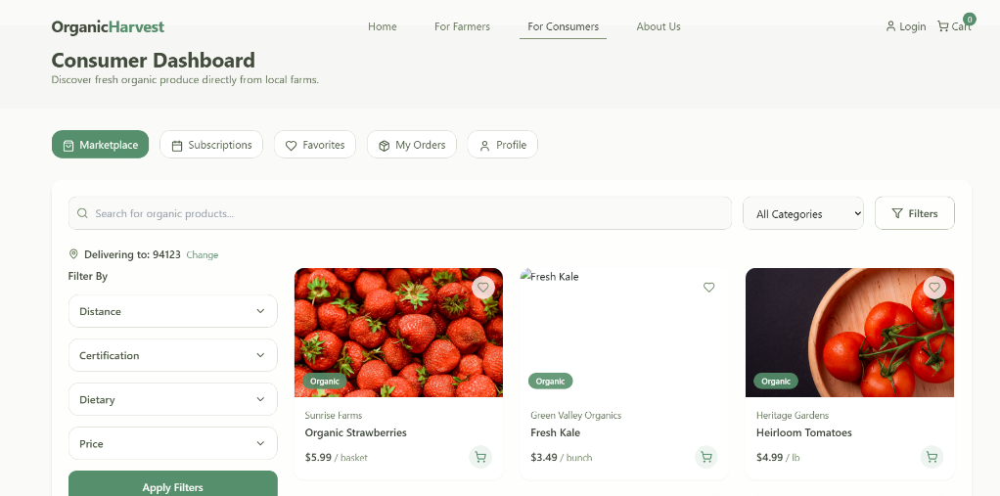 OrganicHarvest
Home
For Farmers
For Consumers
About Us
Login
Cart
0
Consumer Dashboard
Discover fresh organic produce directly from local farms.
Marketplace
Subscriptions
Favorites
My Orders
Profile
Search for organic products...
All Categories
Filters
Delivering to: 94123 Change
Filter By
Distance
Certification
Dietary
Price
Apply Filters
Organic
Sunrise Farms
Organic Strawberries
$5.99 / basket
Fresh Kale
Organic
Green Valley Organics
Fresh Kale
$3.49 / bunch
Organic
Heritage Gardens
Heirloom Tomatoes
$4.99 / lb